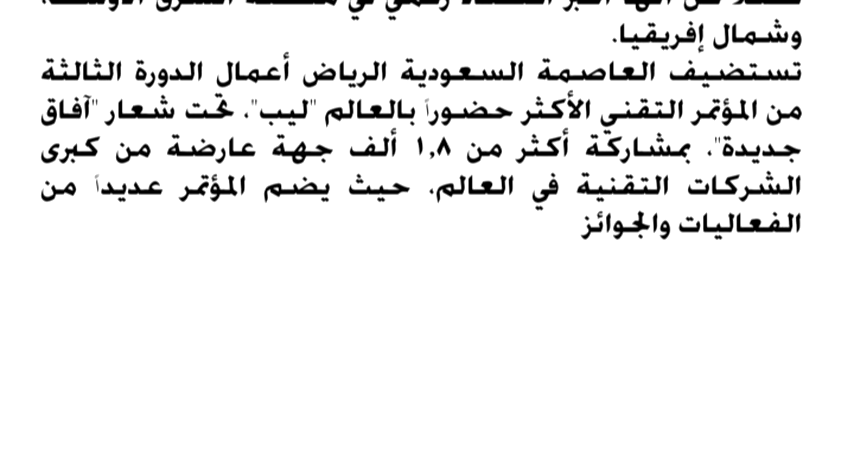 وشمال إفريقيا.
تستضيف العاصمة السعودية الرياض أعمال الدورة الثالثة
من المؤتمر التقني الأكثر حضوراً بالعالم "ليب"، تحت شعار "آفاق
جديدة"، بمشاركة أكثر من ١,٨ ألف جهة عارضة من كبرى
الشركات التقنية في العالم، حيث يضم المؤتمر عديداً من
الفعاليات والجوائز